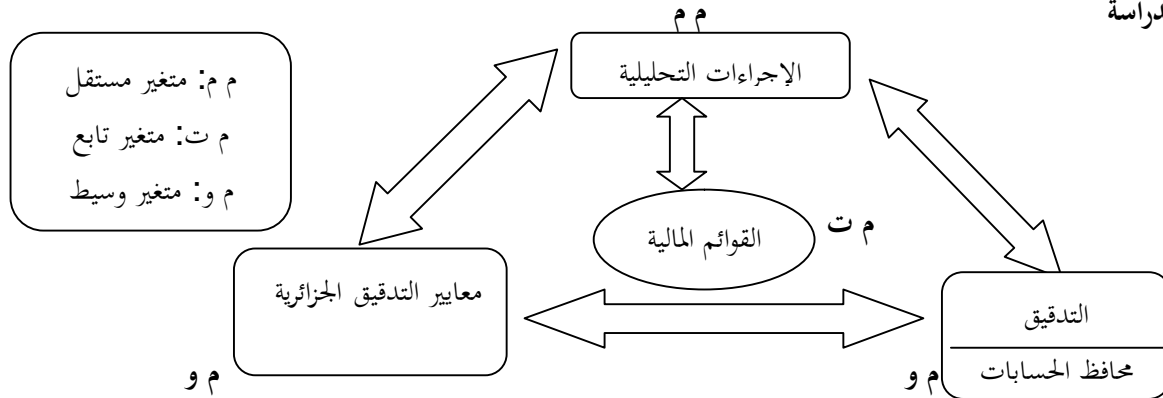 دراسة
م م
الإجراءات التحليلية
م م: متغير مستقل
م ت: متغير تابع
م و: متغير وسيط
القوائم المالية
م ت
معايير التدقيق الجزائرية
م و
التدقيق
محافظ الحسابات
م و